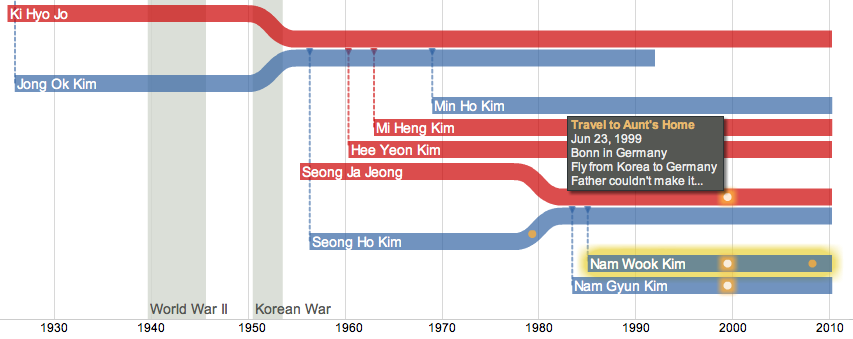 Ki Hyo Jo
Jong Ok Kim
Min Ho Kim
Travel to Aunt's Home
Jun 23, 1999
Bonn in Germany
Fly from Korea to Germany
Father couldn't make it...
Mi Heng Kim
Hee Yeon Kim
Seong Ja Jeong
Seong Ho Kim
Nam Wook Kim
Nam Gyun Kim
World War II
Korean War
1930 1940 1950 1960 1970 1980 1990 2000 2010